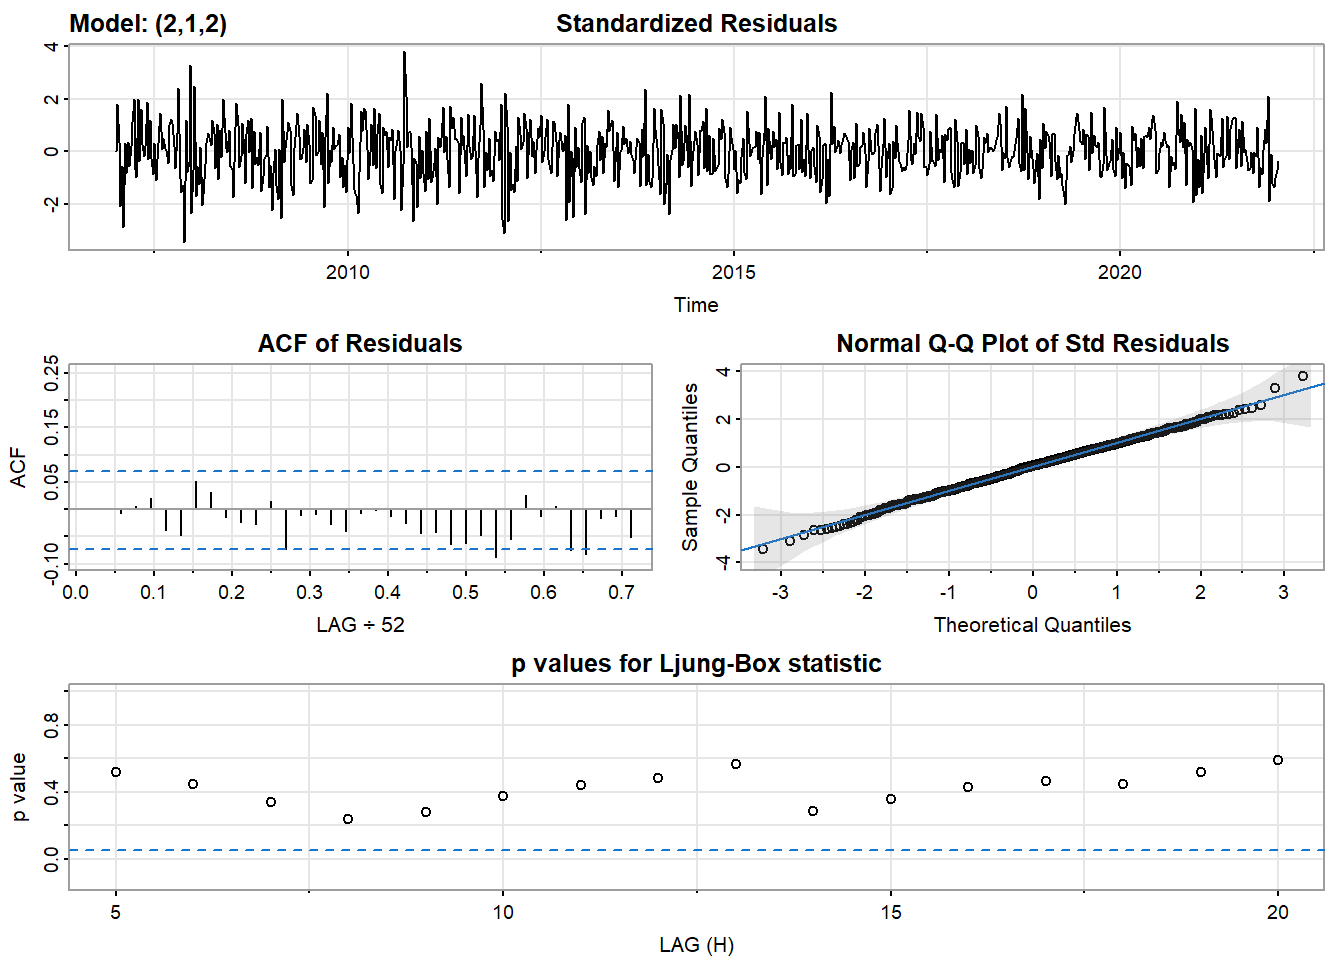 Model: (2,1,2) Standardized Residuals
4
2
0
-2
2010 2015 2020
Time
ACF of Residuals
ACF
0.25
0.15
0.05
-0.10
0.0 0.1 0.2 0.3 0.4 0.5 0.6 0.7
LAG ÷ 52
Normal Q-Q Plot of Std Residuals
Sample Quantiles
4
2
0
-2
-4
-3 -2 -1 0 1 2 3
Theoretical Quantiles
p values for Ljung-Box statistic
p value
0.8
0.4
0.0
5 10 15 20
LAG (H)